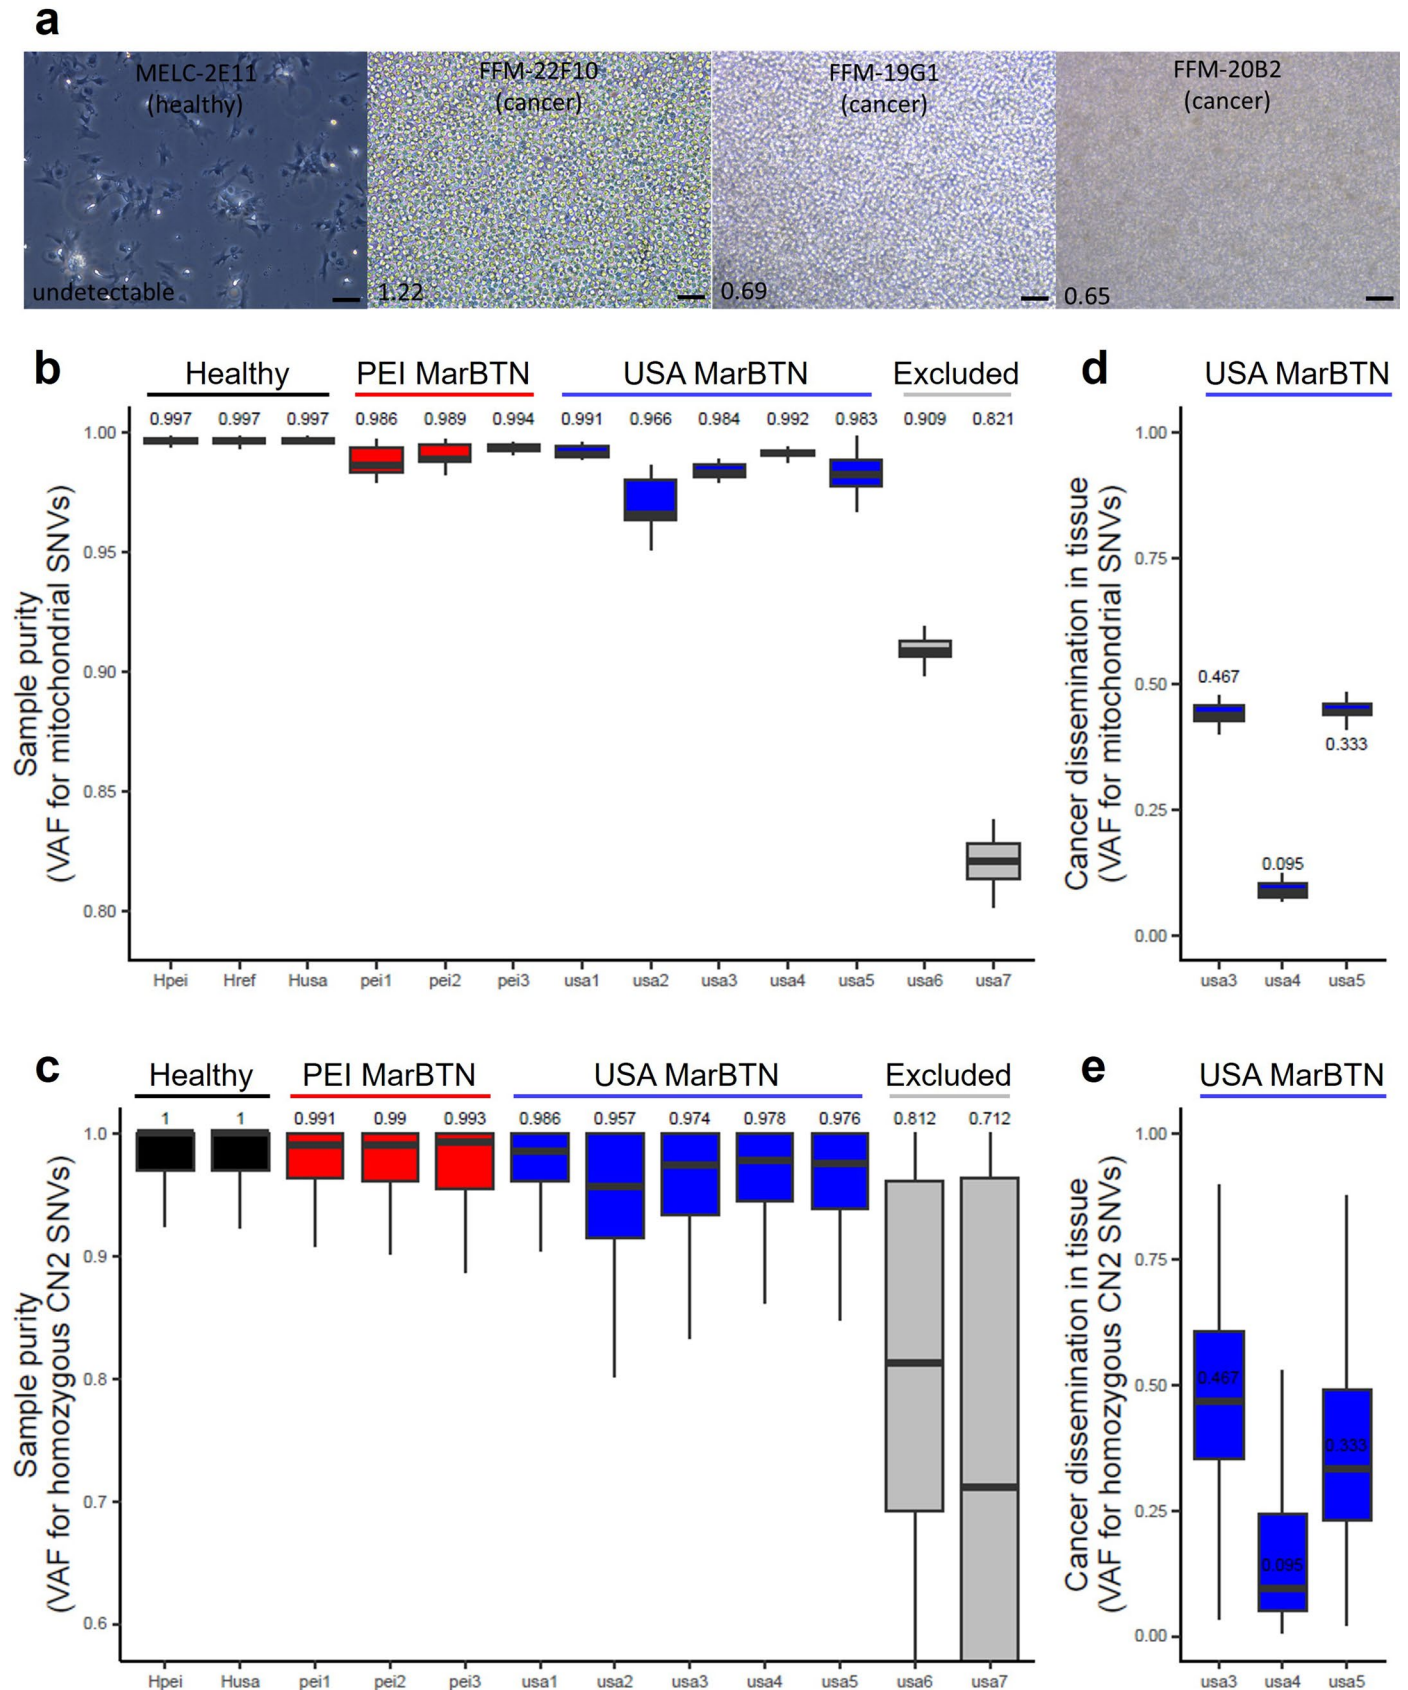 a
MELC-2E11
(healthy)
undetectable
FFM-22F10
(cancer)
1.22
FFM-19G1
(cancer)
0.69
FFM-20B2
(cancer)
0.65
b
Healthy PEI MarBTN USA MarBTN Excluded
0.997 0.997 0.997 0.986 0.989 0.994 0.991 0.966 0.984 0.992 0.983 0.909 0.821
Sample purity
(VAF for mitochondrial SNVs)
1.00
0.95
0.90
0.85
0.80
Hpei Href Husa pei1 pei2 pei3 usa1 usa2 usa3 usa4 usa5 usa6 usa7
d
USA MarBTN
Cancer dissemination in tissue
(VAF for mitochondrial SNVs)
1.00
0.75
0.50
0.25
0.00
0.467
0.095
0.333
usa3 usa4 usa5
c
Healthy PEI MarBTN USA MarBTN Excluded
1 1 0.991 0.99 0.993 0.986 0.957 0.974 0.978 0.976 0.812 0.712
Sample purity
(VAF for homozygous CN2 SNVs)
1.0
0.9
0.8
0.7
0.6
Hpei Husa pei1 pei2 pei3 usa1 usa2 usa3 usa4 usa5 usa6 usa7
e
USA MarBTN
Cancer dissemination in tissue
(VAF for homozygous CN2 SNVs)
1.00
0.75
0.50
0.25
0.00
0.467
0.095
0.333
usa3 usa4 usa5